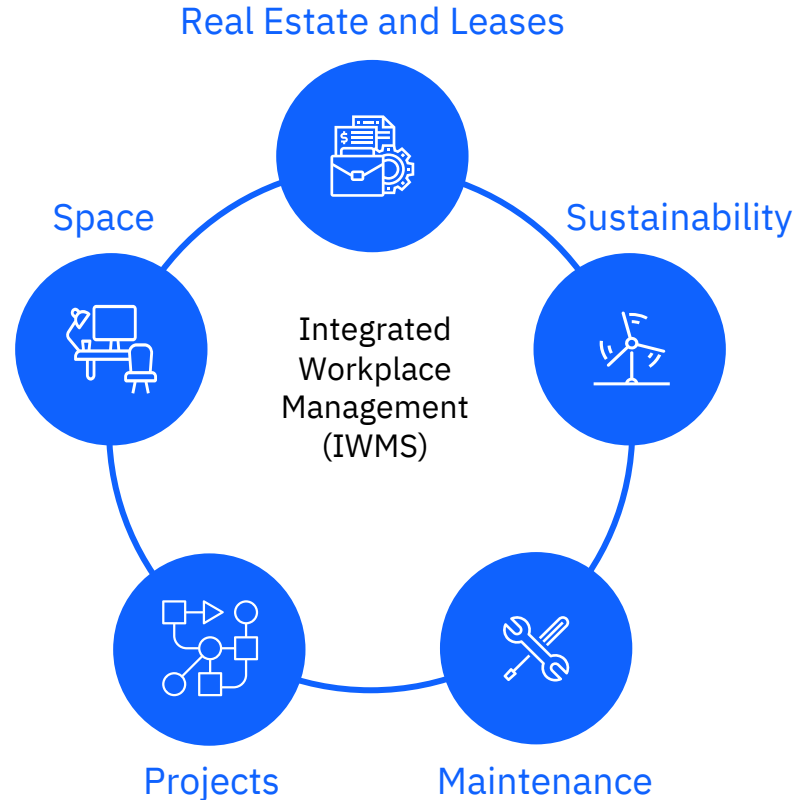 Real Estate and Leases
$
Space
Sustainability
Integrated
Workplace
Management
(IWMS)
Projects
Maintenance